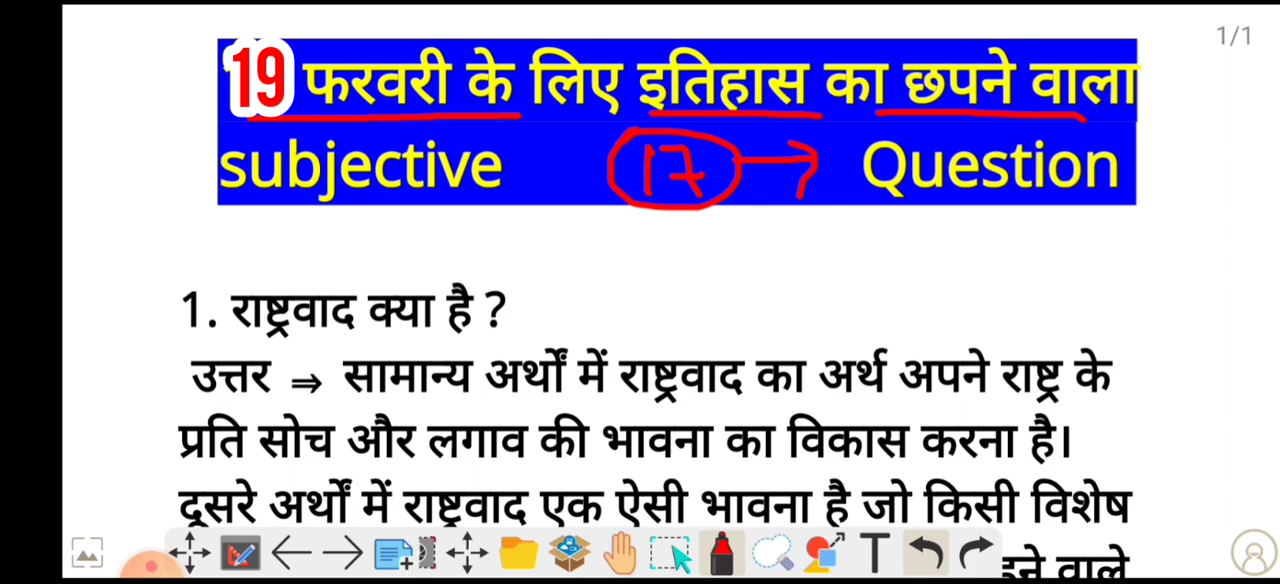 1/1
19 फरवरी के लिए इतिहास का छपने वाला
subjective 17 Question
1. राष्ट्रवाद क्या है ?
उत्तर ⇒ सामान्य अर्थों में राष्ट्रवाद का अर्थ अपने राष्ट्र के
प्रति सोच और लगाव की भावना का विकास करना है।
दूसरे अर्थों में राष्ट्रवाद एक ऐसी भावना है जो किसी विशेष
वाले